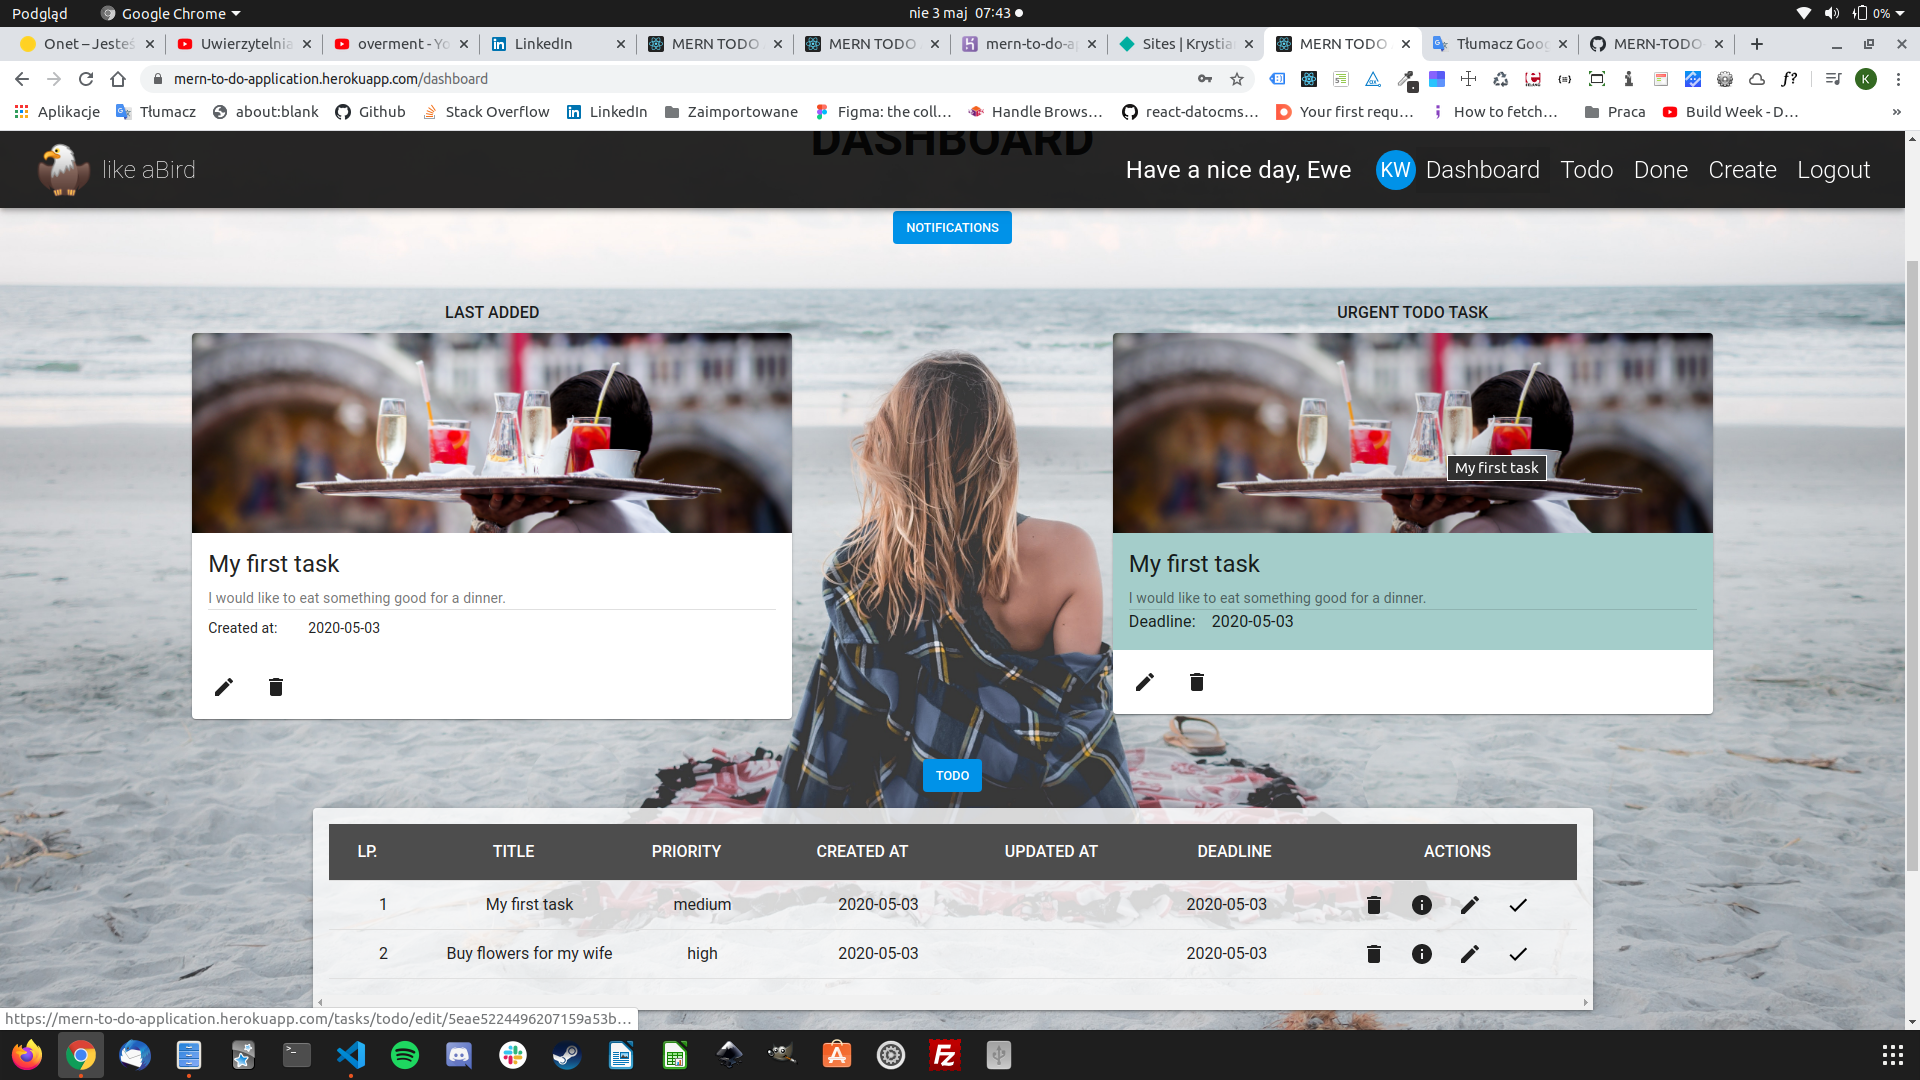 Podgląd
Google Chrome
nie 3 maj 07:43
0%
Onet – Jesteś
Uwierzytelnia
overment - Yo
LinkedIn
MERN TODO
MERN TODO
mern-to-do-ap
Sites | Krystia
MERN TODO
Tłumacz Goog
MERN-TODO
mern-to-do-application.herokuapp.com/dashboard
K
Aplikacje
Tłumacz
about:blank
Github
Stack Overflow
LinkedIn
Zaimportowane
Figma: the coll…
Handle Brows…
react-datocms…
Your first requ…
How to fetch…
Praca
Build Week - D…
»
DASHBOARD
like aBird
Have a nice day, Ewe
KW
Dashboard
Todo
Done
Create
Logout
NOTIFICATIONS
LAST ADDED
URGENT TODO TASK
My first task
My first task
I would like to eat something good for a dinner.
Created at: 2020-05-03
My first task
I would like to eat something good for a dinner.
Deadline: 2020-05-03
TODO
LP. TITLE PRIORITY CREATED AT UPDATED AT DEADLINE ACTIONS
1 My first task medium 2020-05-03 2020-05-03
2 Buy flowers for my wife high 2020-05-03 2020-05-03
https://mern-to-do-application.herokuapp.com/tasks/todo/edit/5eae5224496207159a53b…